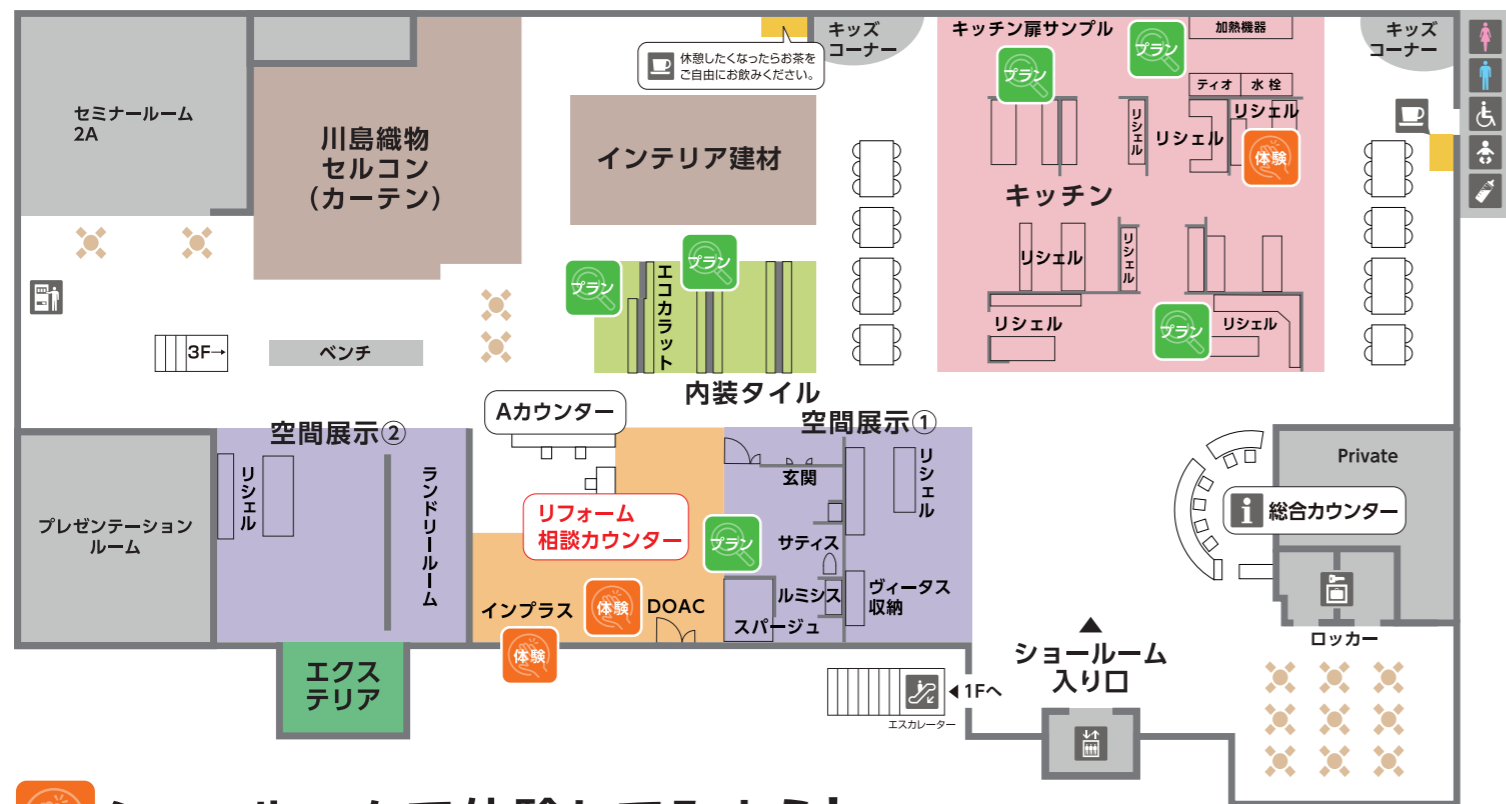 セミナールーム
2A
川島織物
セルコン
(カーテン)
休憩したくなったらお茶を
ご自由にお飲みください。
キッズ
コーナー
インテリア建材
キッチン扉サンプル
プラン
プラン
加熱機器
ティオ
水栓
リシェル
リシェル
リシェル
体験
キッチン
リシェル
リシェル
リシェル
プラン
リシェル
キッズ
コーナー
3F→
ベンチ
プラン
プラン
エコカラット
内装タイル
Aカウンター
空間展示②
リシェル
ランドリールーム
プレゼンテーション
ルーム
エクス
テリア
リフォーム
相談カウンター
インプラス
体験
体験
DOAC
空間展示①
玄関
リシェル
プラン
サティス
ルミシス
スパージュ
ヴィータス
収納
Private
i 総合カウンター
ロッカー
▲
ショールーム
入り口
◀1Fへ
エスカレーター